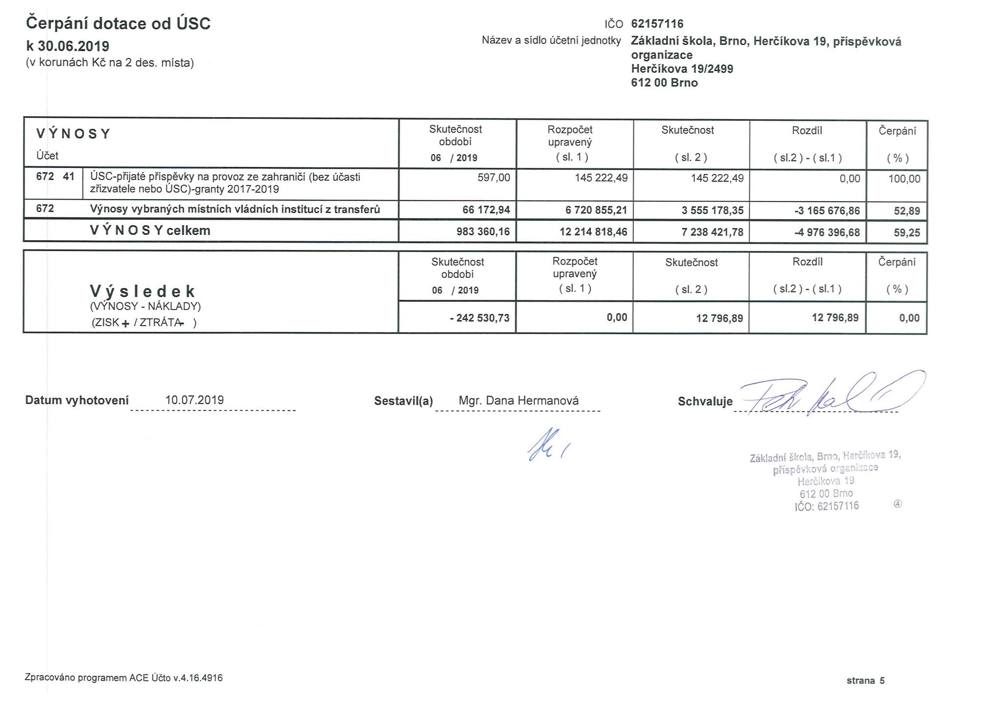 Čerpání dotace od ÚSC
k 30.06.2019
(v korunách Kč na 2 des. místa)
IČO 62157116
Název a sídlo účetní jednotky Základní škola, Brno, Herčíkova 19, příspěvková
organizace
Herčíkova 19/2499
612 00 Brno
VÝNOSY
Účet
Skutečnost
období
06 / 2019
Rozpočet
upravený
( sl. 1 )
Skutečnost
( sl. 2 )
Rozdíl
( sl.2 ) - ( sl.1 )
Čerpání
( % )
672 41 ÚSC-přijaté příspěvky na provoz ze zahraničí (bez účasti 597,00 145 222,49 145 222,49 0,00 100,00
zřizvatele nebo ÚSC)-granty 2017-2019
672 Výnosy vybraných místních vládních institucí z transferů 66 172,94 6 720 855,21 3 555 178,35 -3 165 676,86 52,89
VÝNOSY celkem 983 360,16 12 214 818,46 7 238 421,78 -4 976 396,68 59,25
Výsledek
(VÝNOSY - NÁKLADY)
(ZISK + / ZTRÁTA- )
Skutečnost
období
06 / 2019
Rozpočet
upravený
( sl. 1 )
Skutečnost
( sl. 2 )
Rozdíl
( sl.2 ) - ( sl.1 )
Čerpání
( % )
- 242 530,73 0,00 12 796,89 12 796,89 0,00
Datum vyhotovení 10.07.2019 Sestavil(a) Mgr. Dana Hermanová Schvaluje
Základní škola, Brno, Herčíkova 19,
příspěvková organizace
Herčíkova 19
612 00 Brno
IČO: 62157116 ④
Zpracováno programem ACE Účto v.4.16.4916
strana 5